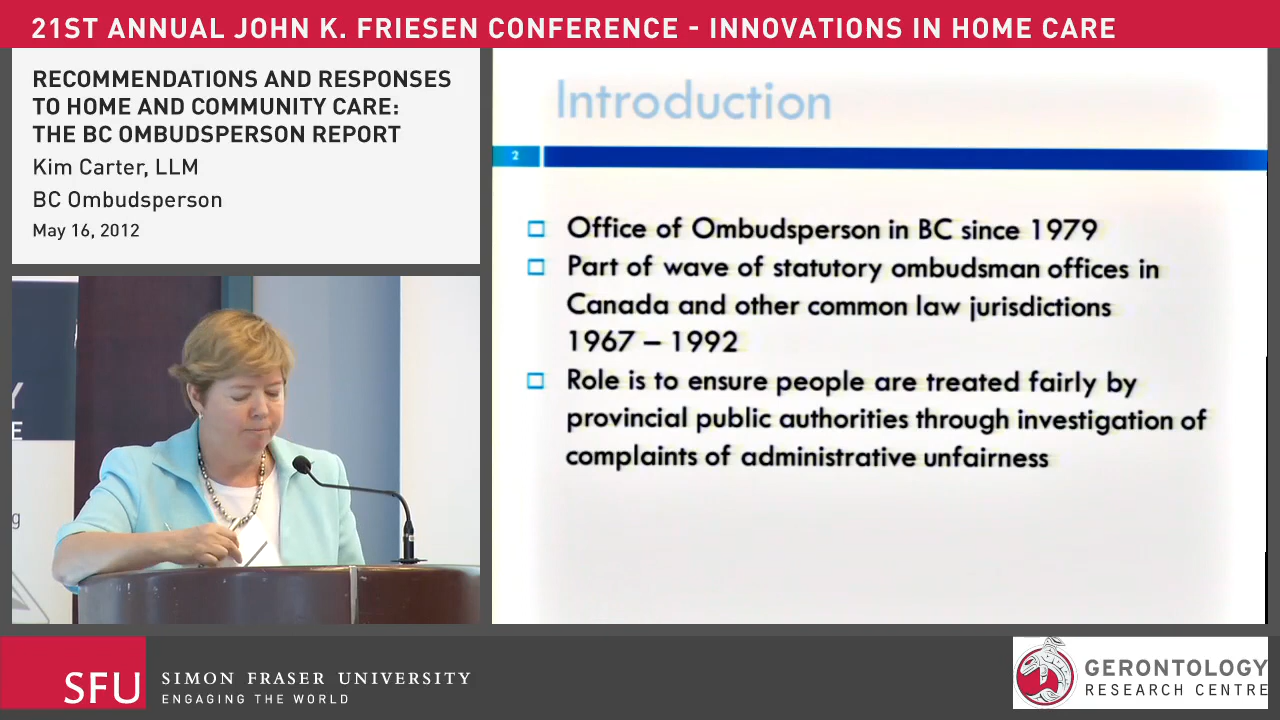 21ST ANNUAL JOHN K. FRIESEN CONFERENCE - INNOVATIONS IN HOME CARE
RECOMMENDATIONS AND RESPONSES
TO HOME AND COMMUNITY CARE:
THE BC OMBUDSPERSON REPORT
Kim Carter, LLM
BC Ombudsperson
May 16, 2012
Y
E
g
Introduction
2
Office of Ombudsperson in BC since 1979
Part of wave of statutory ombudsman offices in
Canada and other common law jurisdictions
1967 – 1992
Role is to ensure people are treated fairly by
provincial public authorities through investigation of
complaints of administrative unfairness
SFU
SIMON FRASER UNIVERSITY
ENGAGING THE WORLD
GERONTOLOGY
RESEARCH CENTRE